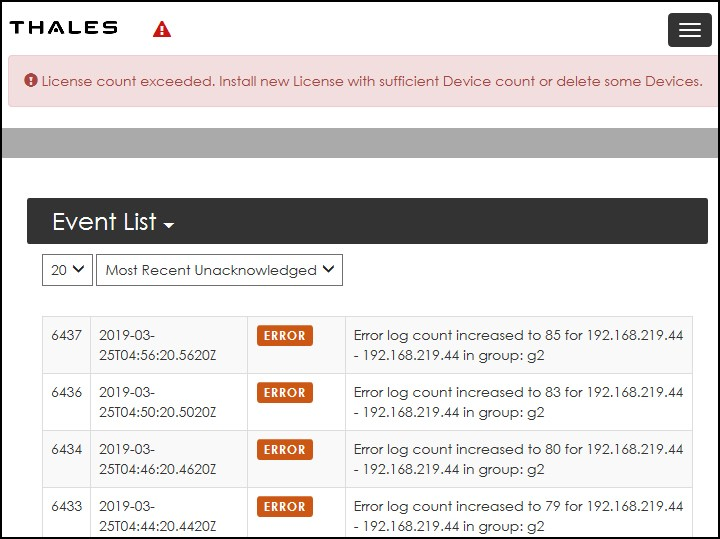 THALES
License count exceeded. Install new License with sufficient Device count or delete some Devices.
Event List
20 Most Recent Unacknowledged
6437 2019-03- ERROR Error log count increased to 85 for 192.168.219.44
25T04:56:20.5620Z - 192.168.219.44 in group: g2
6436 2019-03- ERROR Error log count increased to 83 for 192.168.219.44
25T04:50:20.5020Z - 192.168.219.44 in group: g2
6434 2019-03- ERROR Error log count increased to 80 for 192.168.219.44
25T04:46:20.4620Z - 192.168.219.44 in group: g2
6433 2019-03- ERROR Error log count increased to 79 for 192.168.219.44
25T04:44:20.4420Z - 192.168.219.44 in group: g2